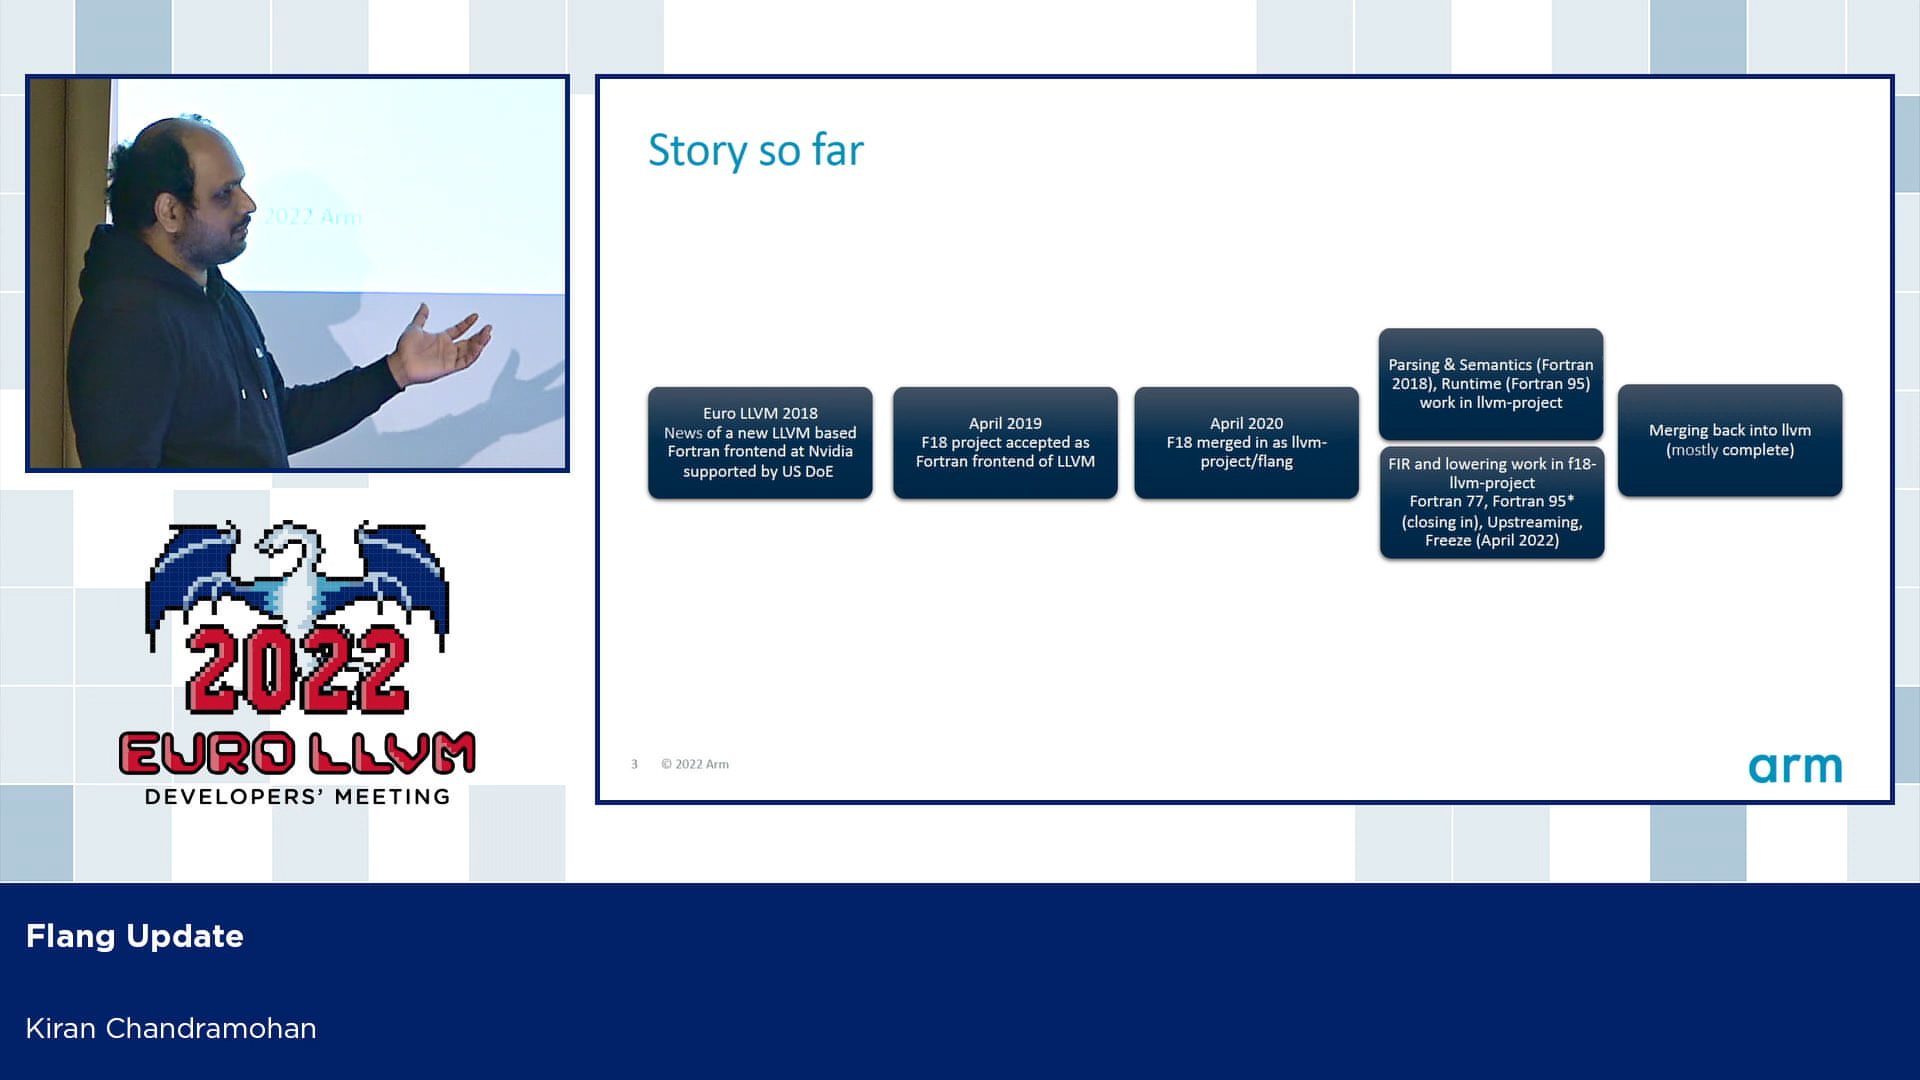 2022 Arm
Story so far
Euro LLVM 2018
News of a new LLVM based
Fortran frontend at Nvidia
supported by US DoE
April 2019
F18 project accepted as
Fortran frontend of LLVM
April 2020
F18 merged in as llvm-
project/flang
Parsing & Semantics (Fortran
2018), Runtime (Fortran 95)
work in llvm-project
FIR and lowering work in f18-
llvm-project
Fortran 77, Fortran 95*
(closing in), Upstreaming,
Freeze (April 2022)
Merging back into llvm
(mostly complete)
3 © 2022 Arm
arm
2022
EURO LLVM
DEVELOPERS' MEETING
Flang Update
Kiran Chandramohan